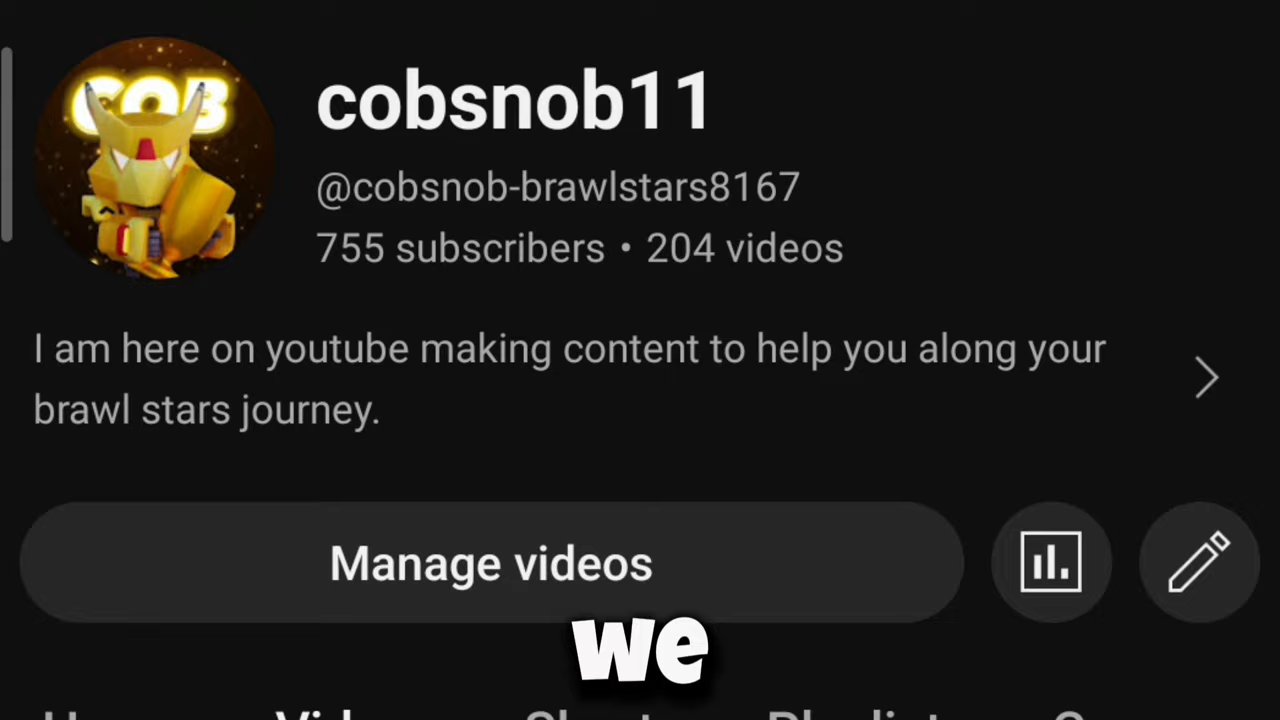 COB
cobsnob11
@cobsnob-brawlstars8167
755 subscribers • 204 videos
I am here on youtube making content to help you along your
brawl stars journey.
Manage videos
we